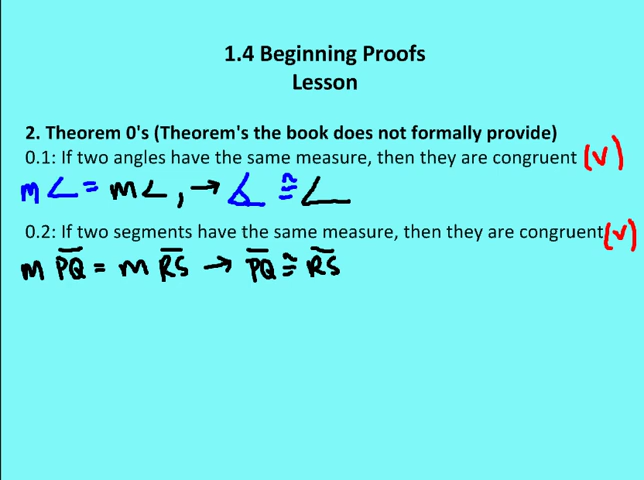 1.4 Beginning Proofs
Lesson
2. Theorem 0's (Theorem's the book does not formally provide)
0.1: If two angles have the same measure, then they are congruent (V)
m∠ = m∠, → ∠ ≅ ∠
0.2: If two segments have the same measure, then they are congruent (V)
m P̅Q̅ = m R̅S̅ → P̅Q̅ ≅ R̅S̅